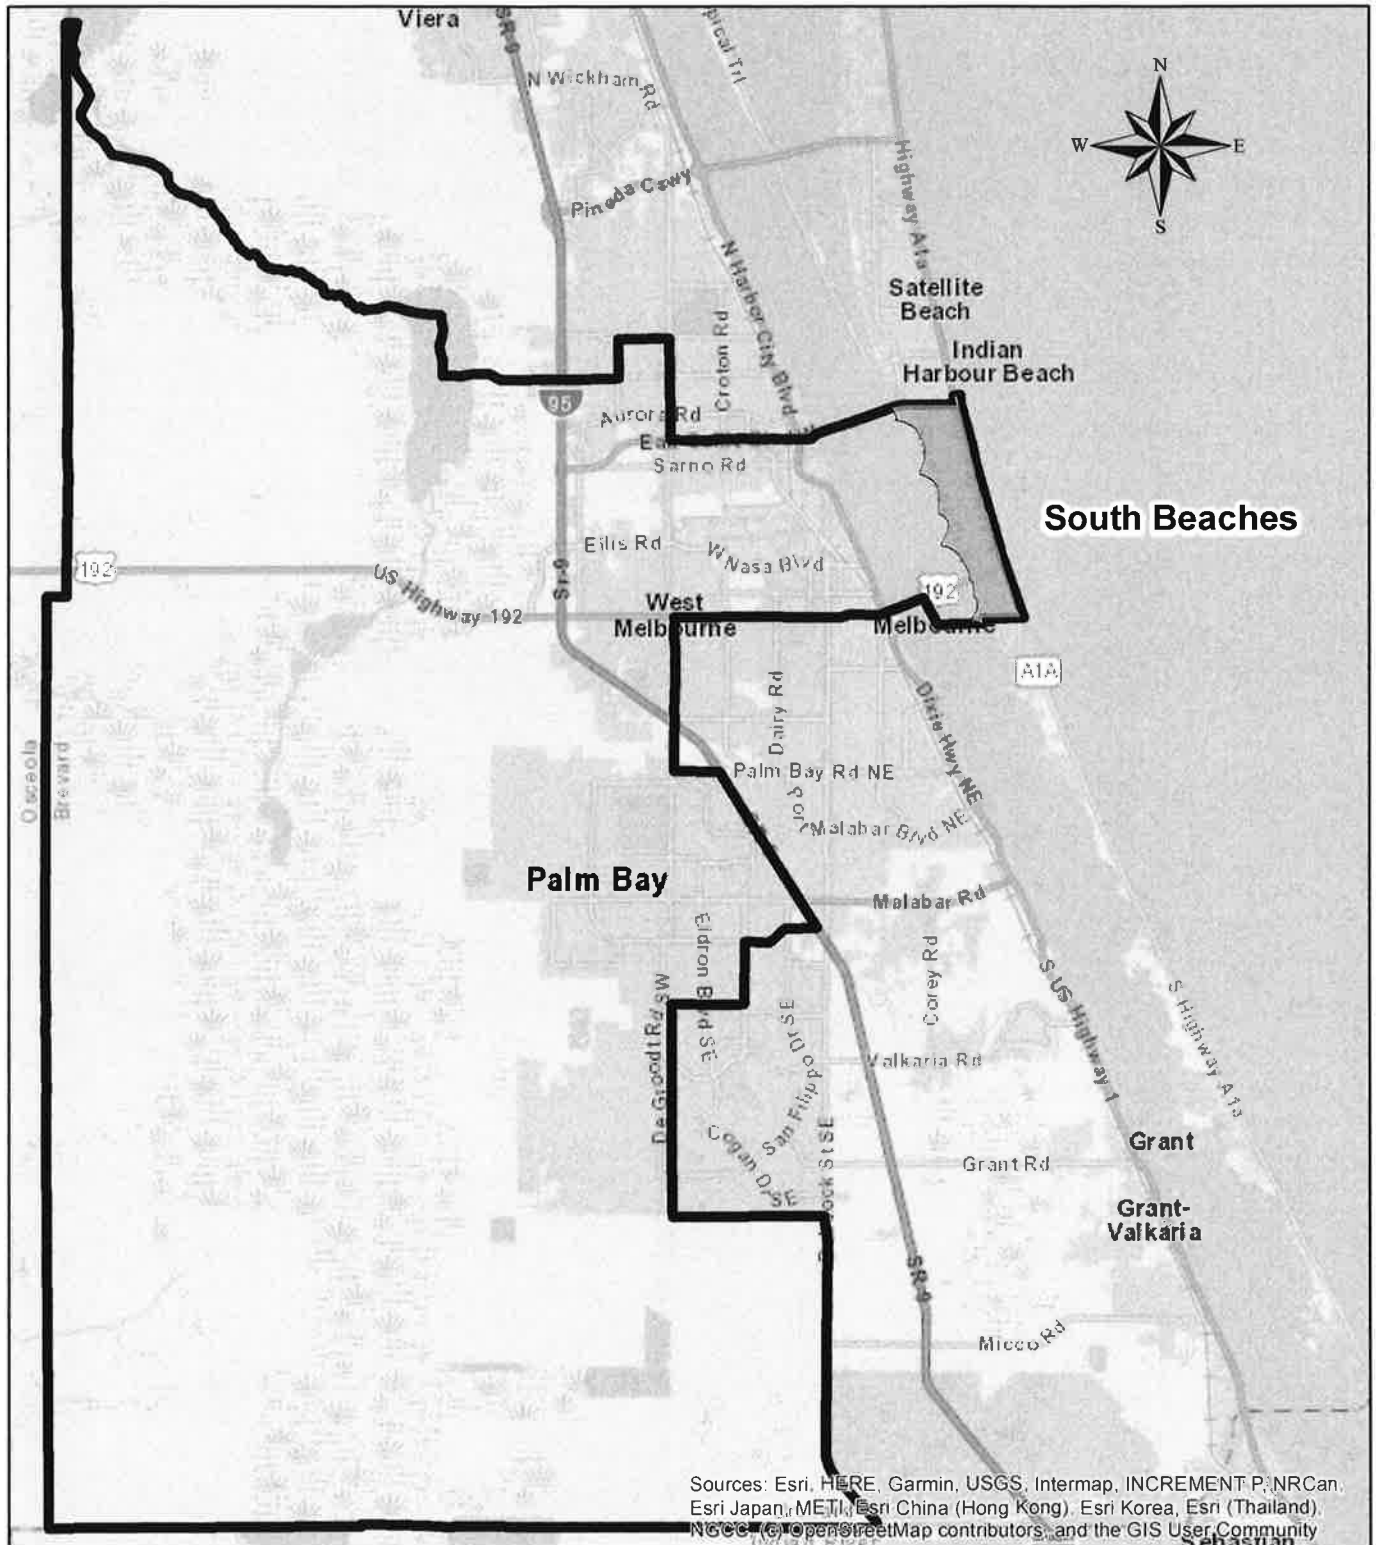 Viera
SR-9
N Wickham Rd
N
W
E
S
Pineda Cswy
Highway A1a
N Harbor City Blvd
Satellite
Beach
Indian
Harbour Beach
Croton Rd
95
Aurora Rd
Sarno Rd
South Beaches
Ellis Rd
W Nasa Blvd
192
US Highway 192
Sr-9
192
West
Melbourne
Melbourne
A1A
Dairy Rd
Dixie Hwy NE
Osceola
Brevard
Palm Bay Rd NE
Port
Malabar Blvd NE
Palm Bay
Malabar Rd
Eldron Blvd SE
Corey Rd
De Groodt Rd SW
S US Highway 1
S Highway A1a
San Filippo Dr SE
Valkaria Rd
Cogan Dr SE
Grant
Grant Rd
Grant-
Valkaria
SR-9
Micco Rd
Sources: Esri, HERE, Garmin, USGS, Intermap, INCREMENT P, NRCan,
Esri Japan, METI, Esri China (Hong Kong), Esri Korea, Esri (Thailand),
NGCC, (c) OpenStreetMap contributors, and the GIS User Community
Sebastian